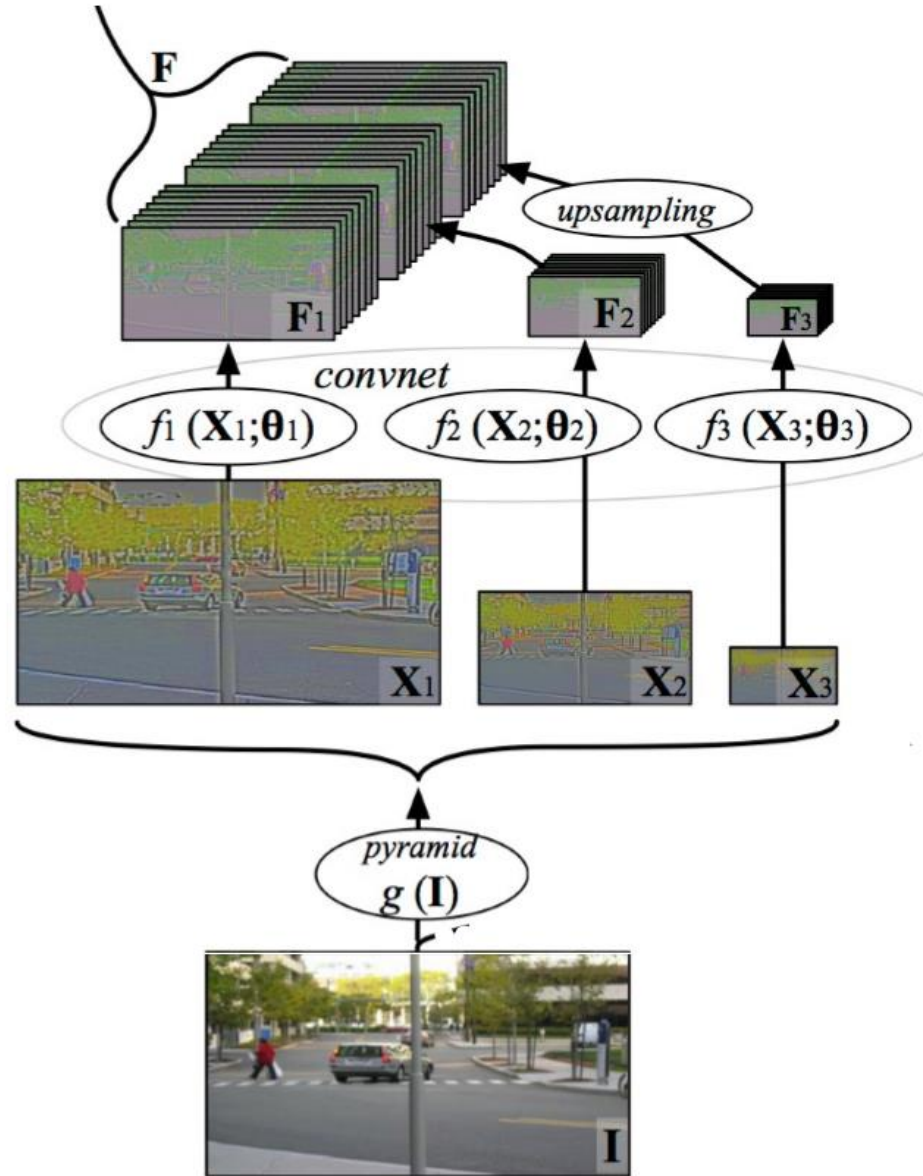 F
upsampling
F1
F2
F3
convnet
f1 (X1;θ1)
f2 (X2;θ2)
f3 (X3;θ3)
X1
X2
X3
pyramid
g (I)
I